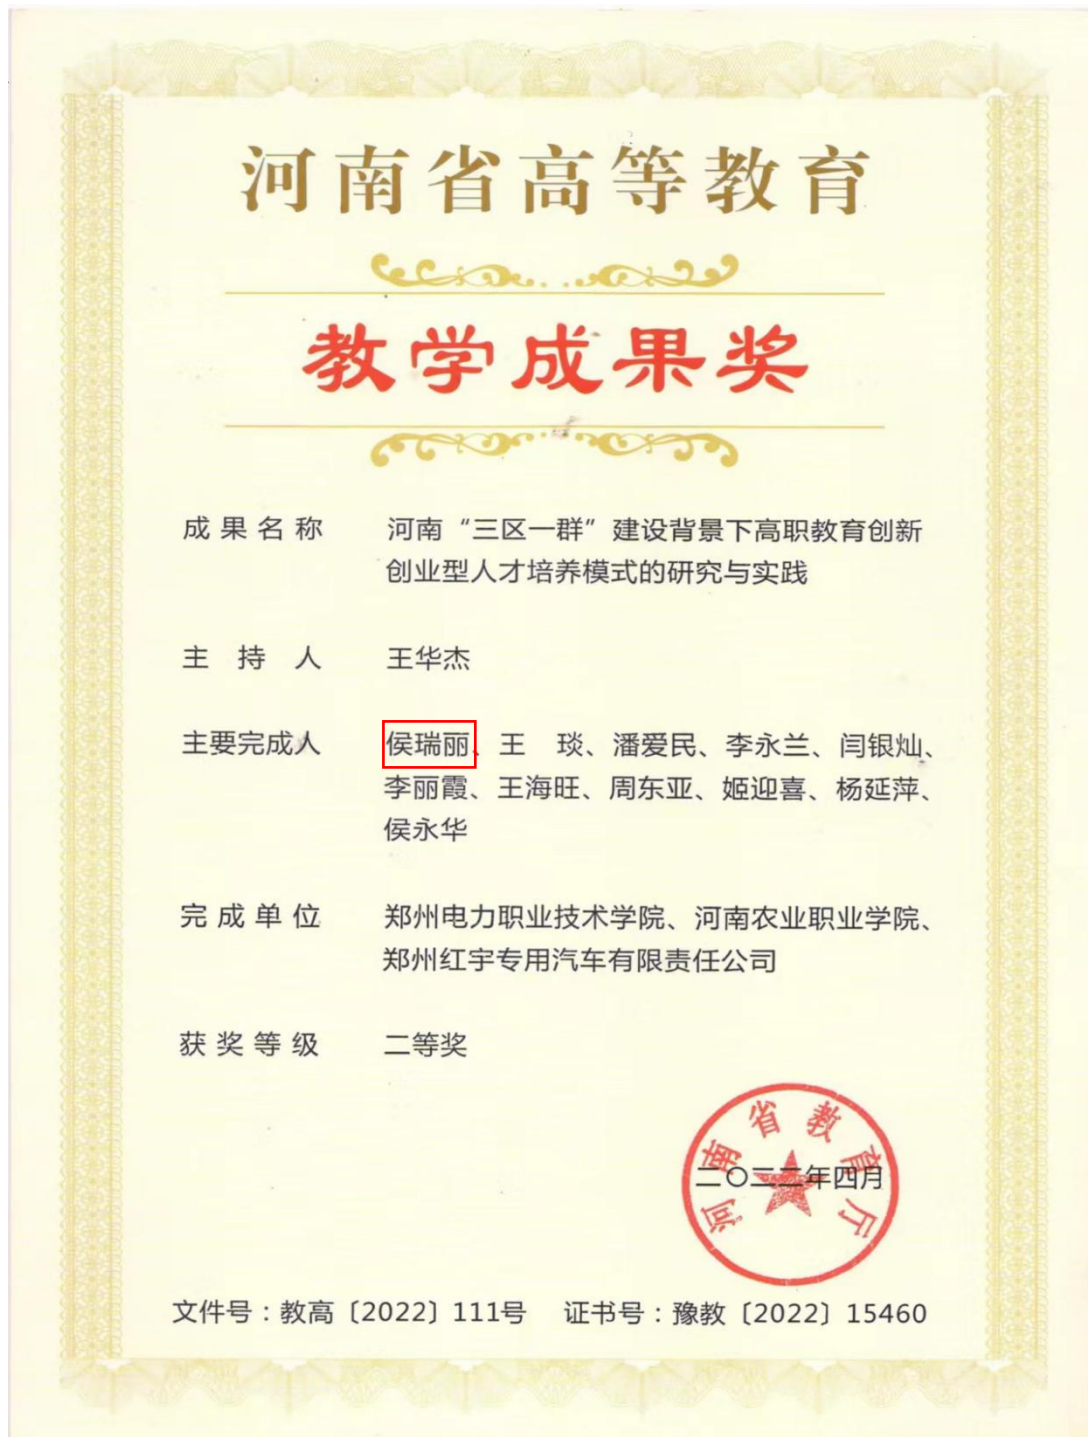 河南省高等教育
教学成果奖
成果名称 河南“三区一群”建设背景下高职教育创新
创业型人才培养模式的研究与实践
主持人 王华杰
主要完成人 侯瑞丽、王 琰、潘爱民、李永兰、闫银灿、
李丽霞、王海旺、周东亚、姬迎喜、杨延萍、
侯永华
完成单位 郑州电力职业技术学院、河南农业职业学院、
郑州红宇专用汽车有限责任公司
获奖等级 二等奖
河南省教育厅
二〇二二年四月
文件号：教高〔2022〕111号 证书号：豫教〔2022〕15460